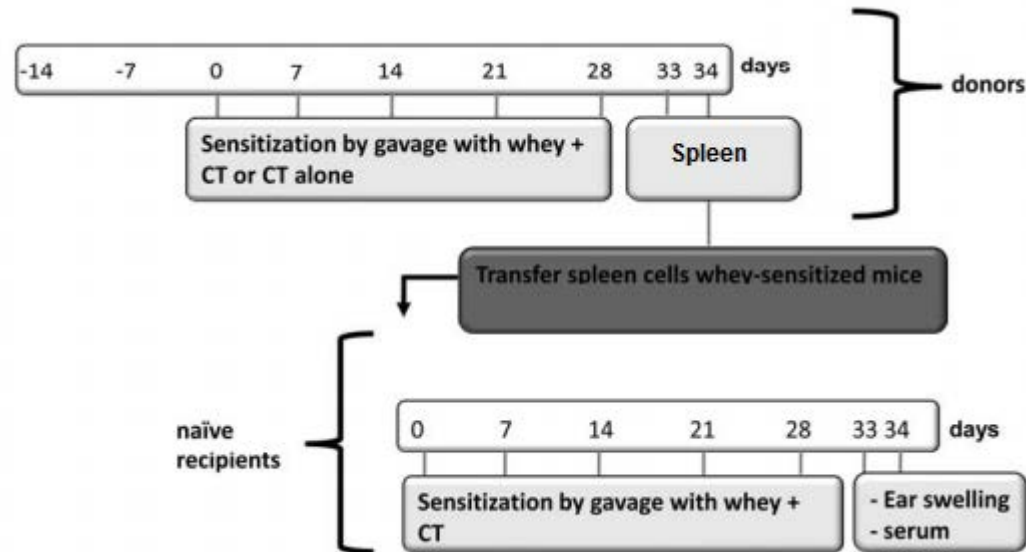 -14 -7 0 7 14 21 28 33 34 days
donors
Sensitization by gavage with whey +
CT or CT alone
Spleen
Transfer spleen cells whey-sensitized mice
naïve
recipients
0 7 14 21 28 33 34 days
Sensitization by gavage with whey +
CT
- Ear swelling
- serum